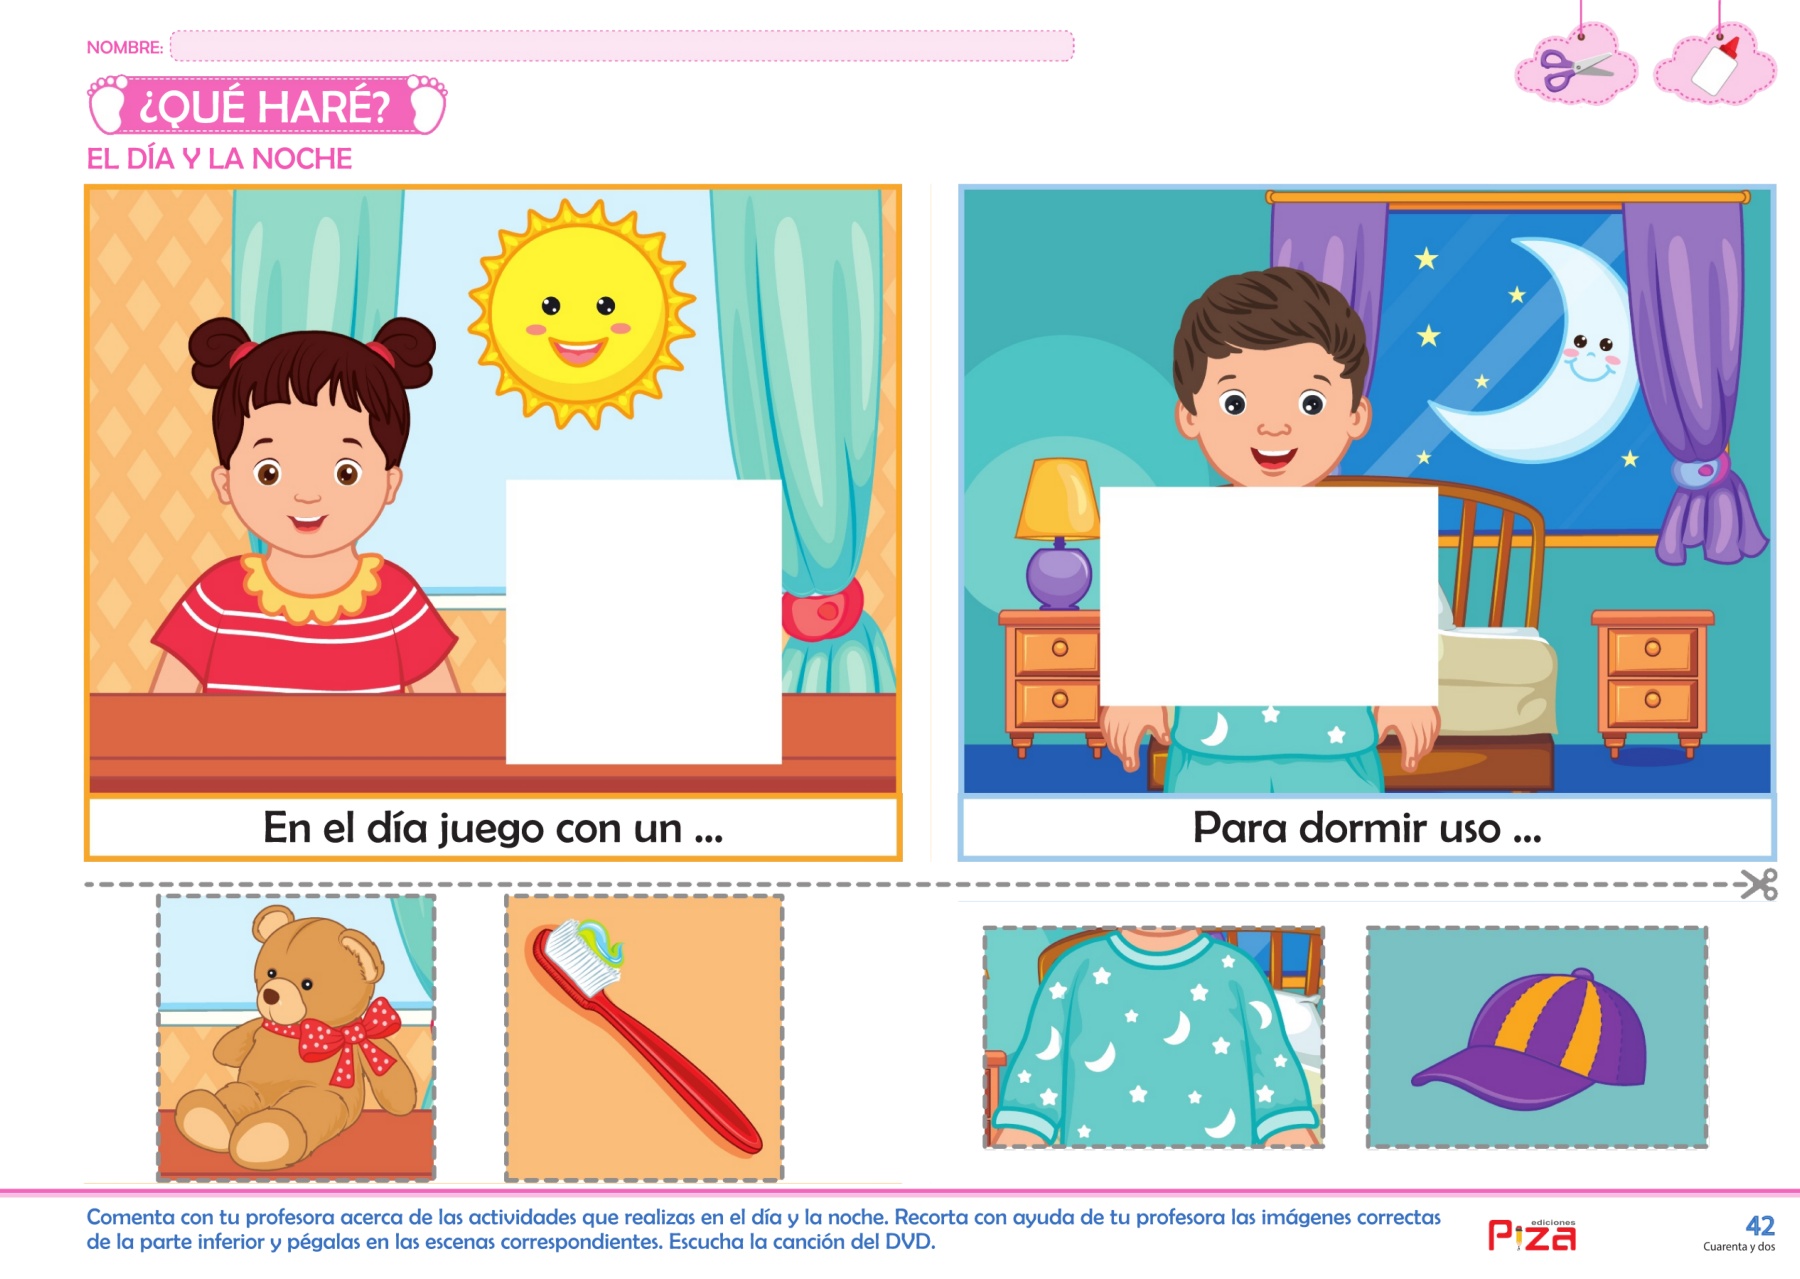 NOMBRE:
¿QUÉ HARÉ?
EL DÍA Y LA NOCHE
En el día juego con un ...
Para dormir uso ...
Comenta con tu profesora acerca de las actividades que realizas en el día y la noche. Recorta con ayuda de tu profesora las imágenes correctas
de la parte inferior y pégalas en las escenas correspondientes. Escucha la canción del DVD.
ediciones
Piza
42
Cuarenta y dos